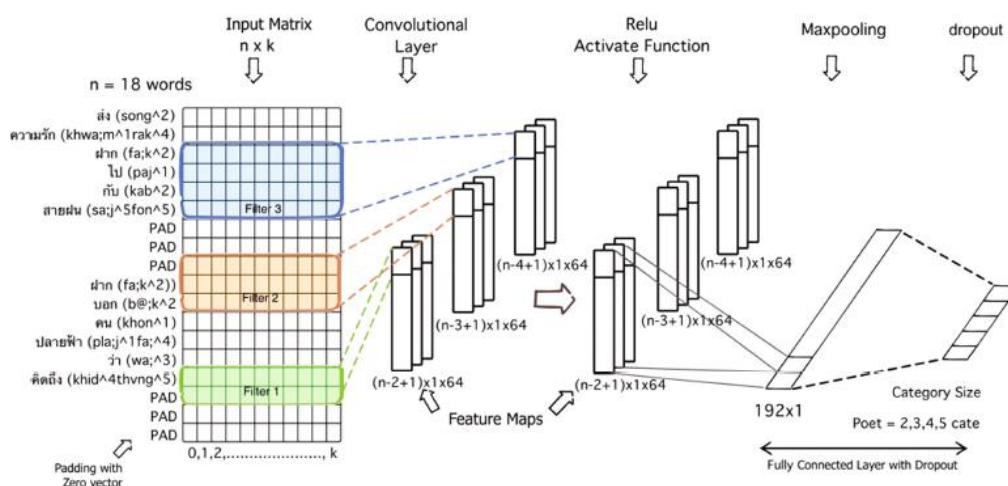 Input Matrix
n x k
Convolutional
Layer
Relu
Activate Function
Maxpooling
dropout
n = 18 words
ส่ง (song^2)
ความรัก (khwa;m^1rak^4)
ฝาก (fa;k^2)
ไป (paj^1)
กับ (kab^2)
สายฝน (sa;j^5fon^5)
PAD
PAD
PAD
ฝาก (fa;k^2))
บอก (b@;k^2
คน (khon^1)
ปลายฟ้า (pla;j^1fa;^4)
ว่า (wa;^3)
คิดถึง (khid^4thvng^5)
PAD
PAD
PAD
Filter 3
Filter 2
Filter 1
0,1,2,......................, k
Padding with
Zero vector
(n-4+1)x1x64
(n-3+1)x1x64
(n-2+1)x1x64
Feature Maps
(n-4+1)x1x64
(n-3+1)x1x64
(n-2+1)x1x64
192x1
Category Size
Poet = 2,3,4,5 cate
Fully Connected Layer with Dropout